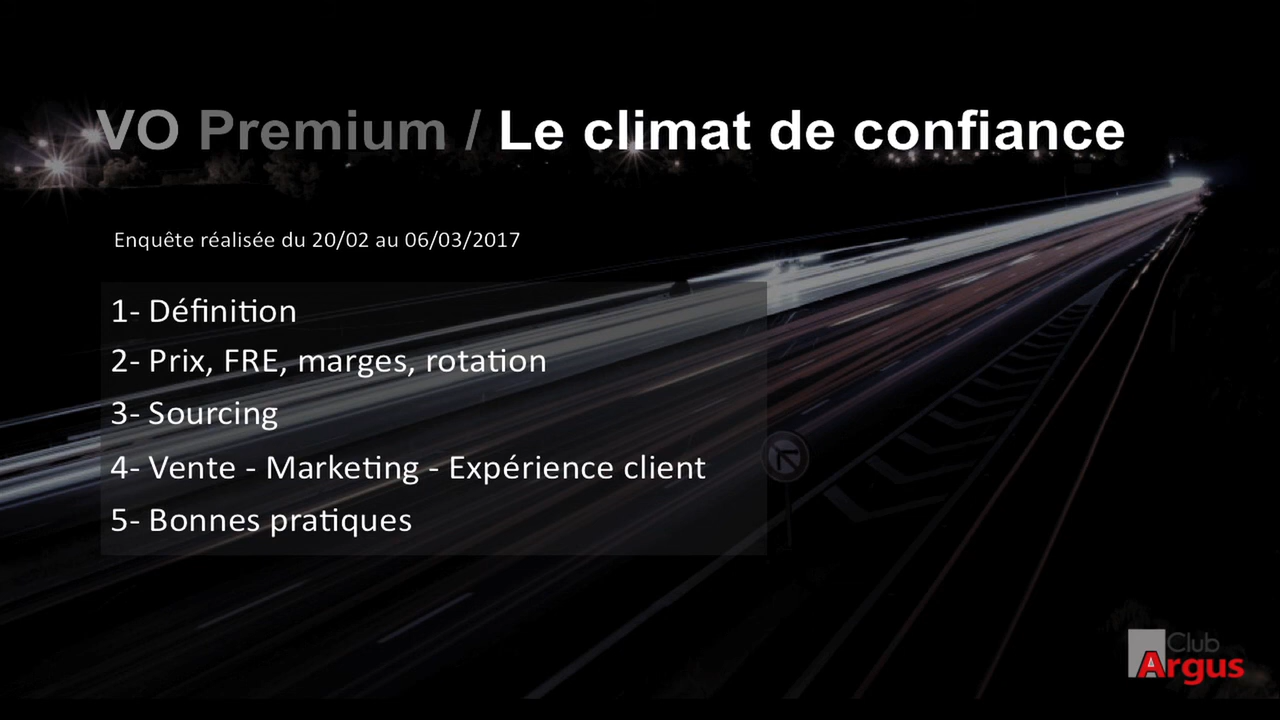 VO Premium / Le climat de confiance
Enquête réalisée du 20/02 au 06/03/2017
1- Définition
2- Prix, FRE, marges, rotation
3- Sourcing
4- Vente - Marketing - Expérience client
5- Bonnes pratiques
Club
Argus